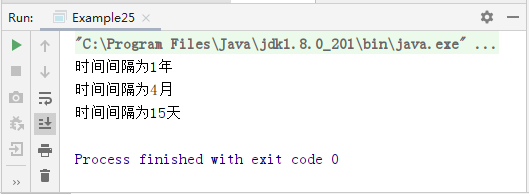 Run: Example25
"C:\Program Files\Java\jdk1.8.0_201\bin\java.exe" ...
时间间隔为1年
时间间隔为4月
时间间隔为15天
Process finished with exit code 0